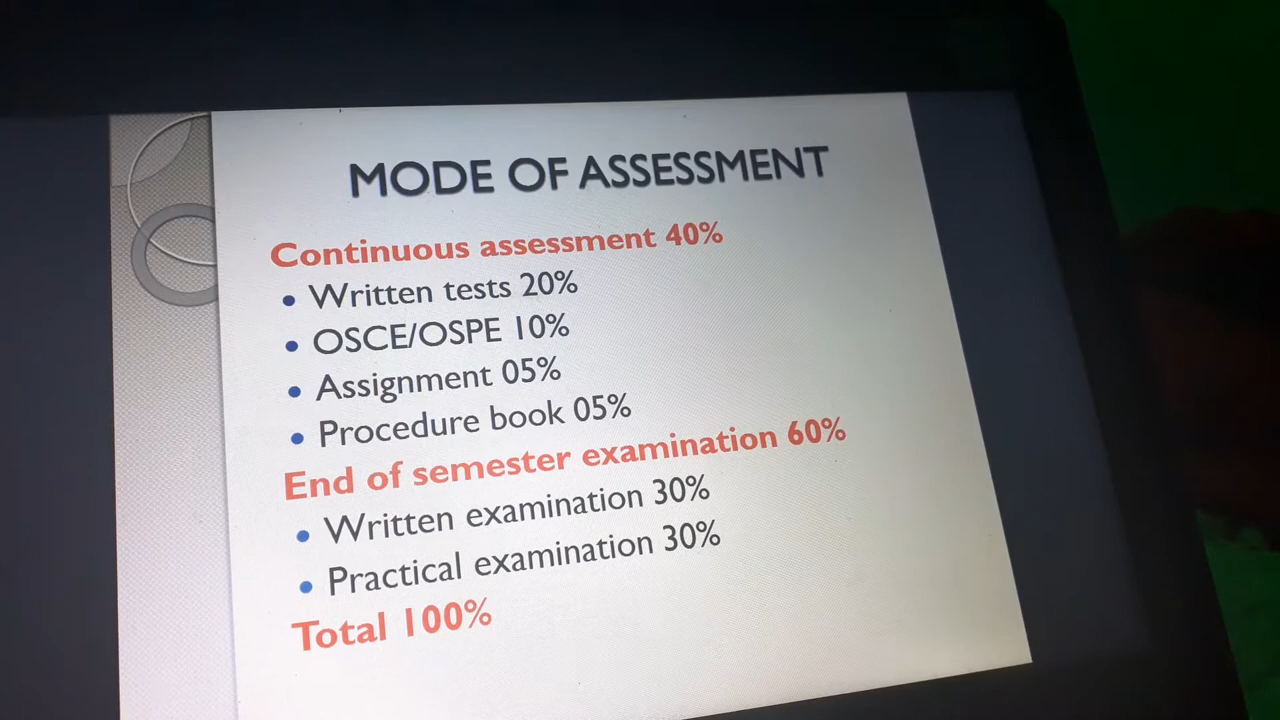 MODE OF ASSESSMENT
Continuous assessment 40%
• Written tests 20%
• OSCE/OSPE 10%
• Assignment 05%
• Procedure book 05%
End of semester examination 60%
• Written examination 30%
• Practical examination 30%
Total 100%